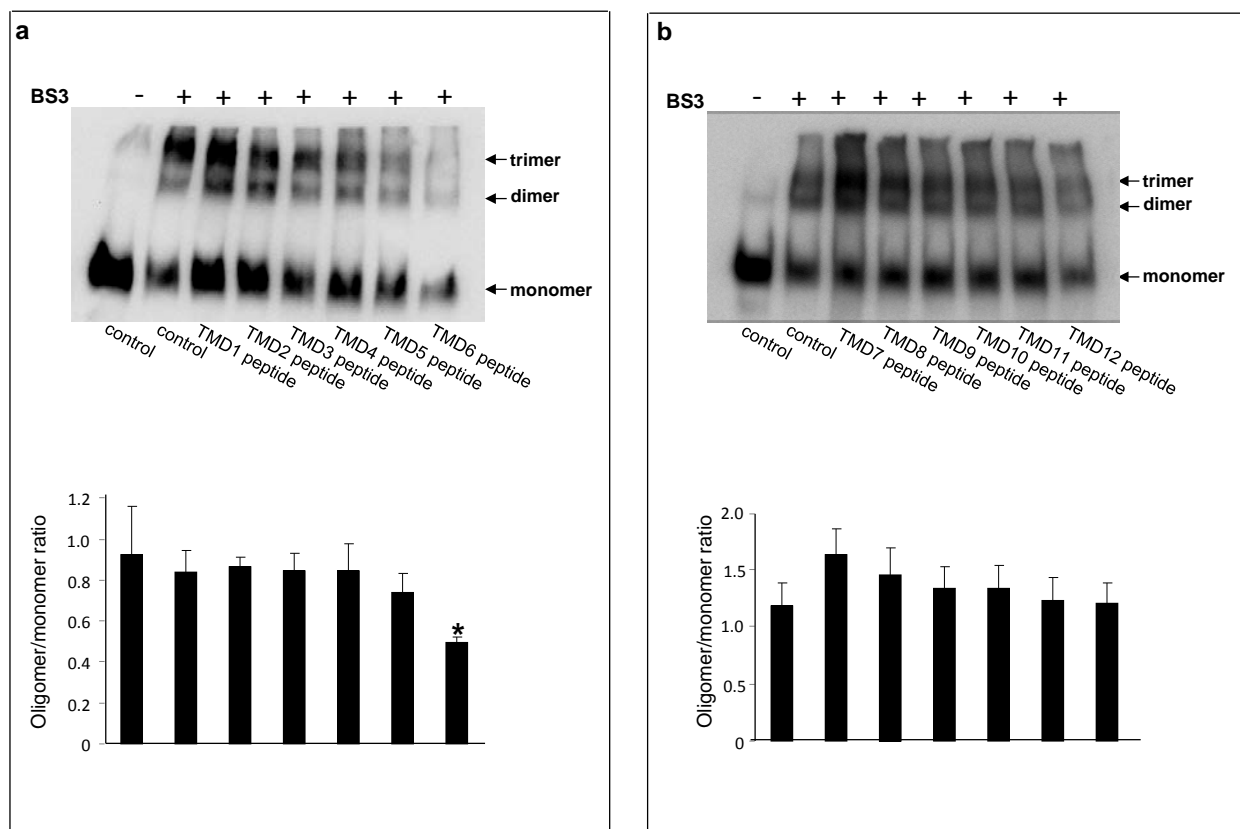 a
BS3 - + + + + + + +
trimer
dimer
monomer
control
control
TMD1 peptide
TMD2 peptide
TMD3 peptide
TMD4 peptide
TMD5 peptide
TMD6 peptide
Oligomer/monomer ratio
1.2
1.0
0.8
0.6
0.4
0.2
0
*
b
BS3 - + + + + + + +
trimer
dimer
monomer
control
control
TMD7 peptide
TMD8 peptide
TMD9 peptide
TMD10 peptide
TMD11 peptide
TMD12 peptide
Oligomer/monomer ratio
2.0
1.5
1.0
0.5
0